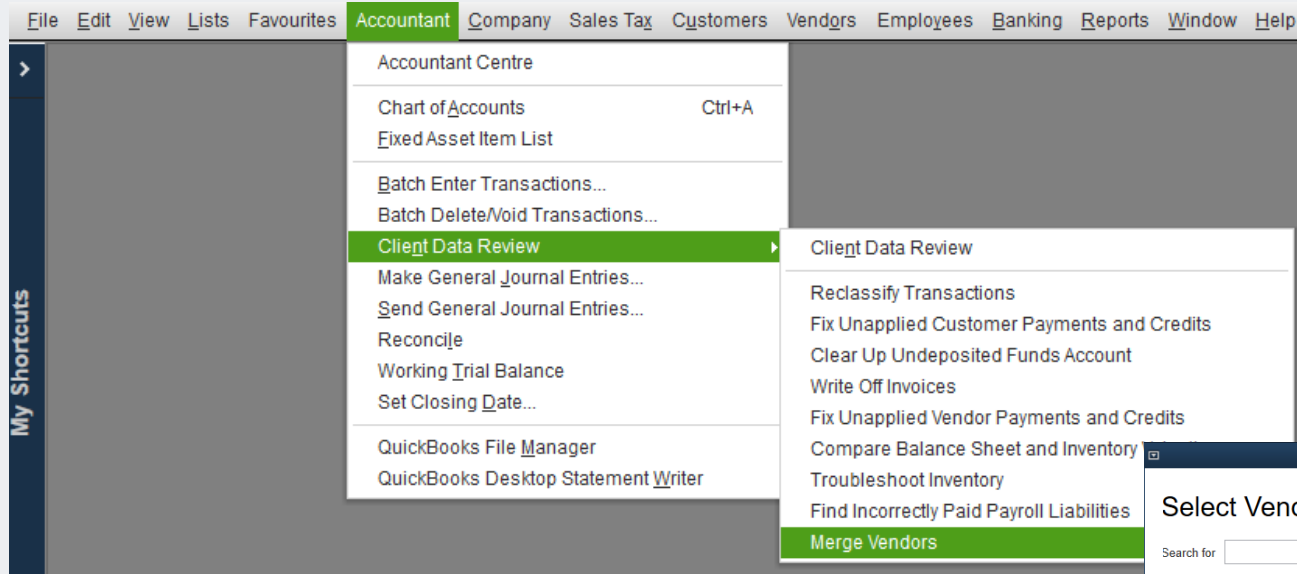 File Edit View Lists Favourites Accountant Company Sales Tax Customers Vendors Employees Banking Reports Window Help
My Shortcuts
Accountant Centre
Chart of Accounts Ctrl+A
Fixed Asset Item List
Batch Enter Transactions...
Batch Delete/Void Transactions...
Client Data Review
Make General Journal Entries...
Send General Journal Entries...
Reconcile
Working Trial Balance
Set Closing Date...
QuickBooks File Manager
QuickBooks Desktop Statement Writer
Client Data Review
Reclassify Transactions
Fix Unapplied Customer Payments and Credits
Clear Up Undeposited Funds Account
Write Off Invoices
Fix Unapplied Vendor Payments and Credits
Compare Balance Sheet and Inventory
Troubleshoot Inventory
Find Incorrectly Paid Payroll Liabilities
Merge Vendors
Select
Search for